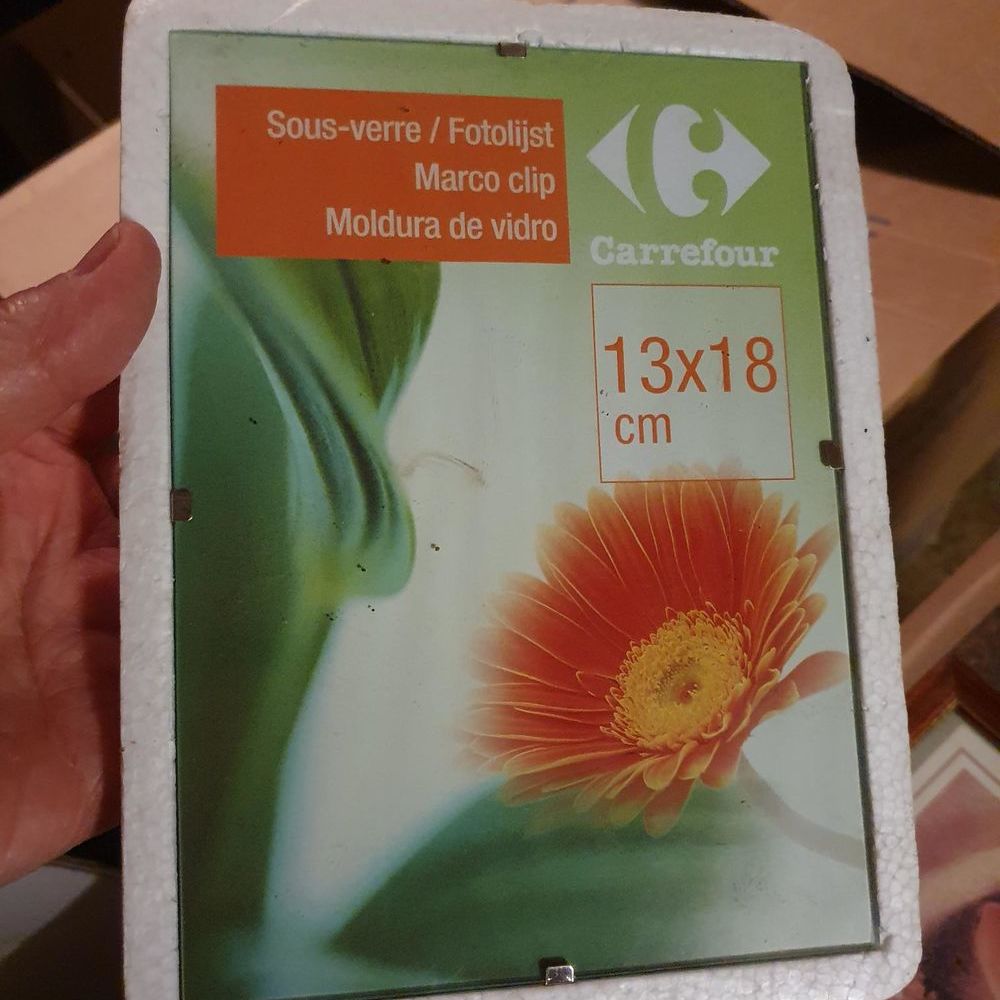 Sous-verre / Fotolijst
Marco clip
Moldura de vidro
Carrefour
13x18
cm